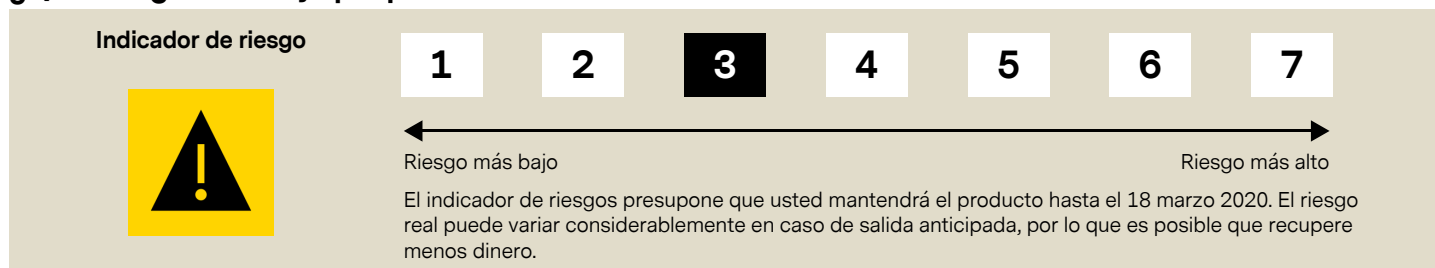 Indicador de riesgo
1 2 3 4 5 6 7
Riesgo más bajo Riesgo más alto
El indicador de riesgos presupone que usted mantendrá el producto hasta el 18 marzo 2020. El riesgo
real puede variar considerablemente en caso de salida anticipada, por lo que es posible que recupere
menos dinero.